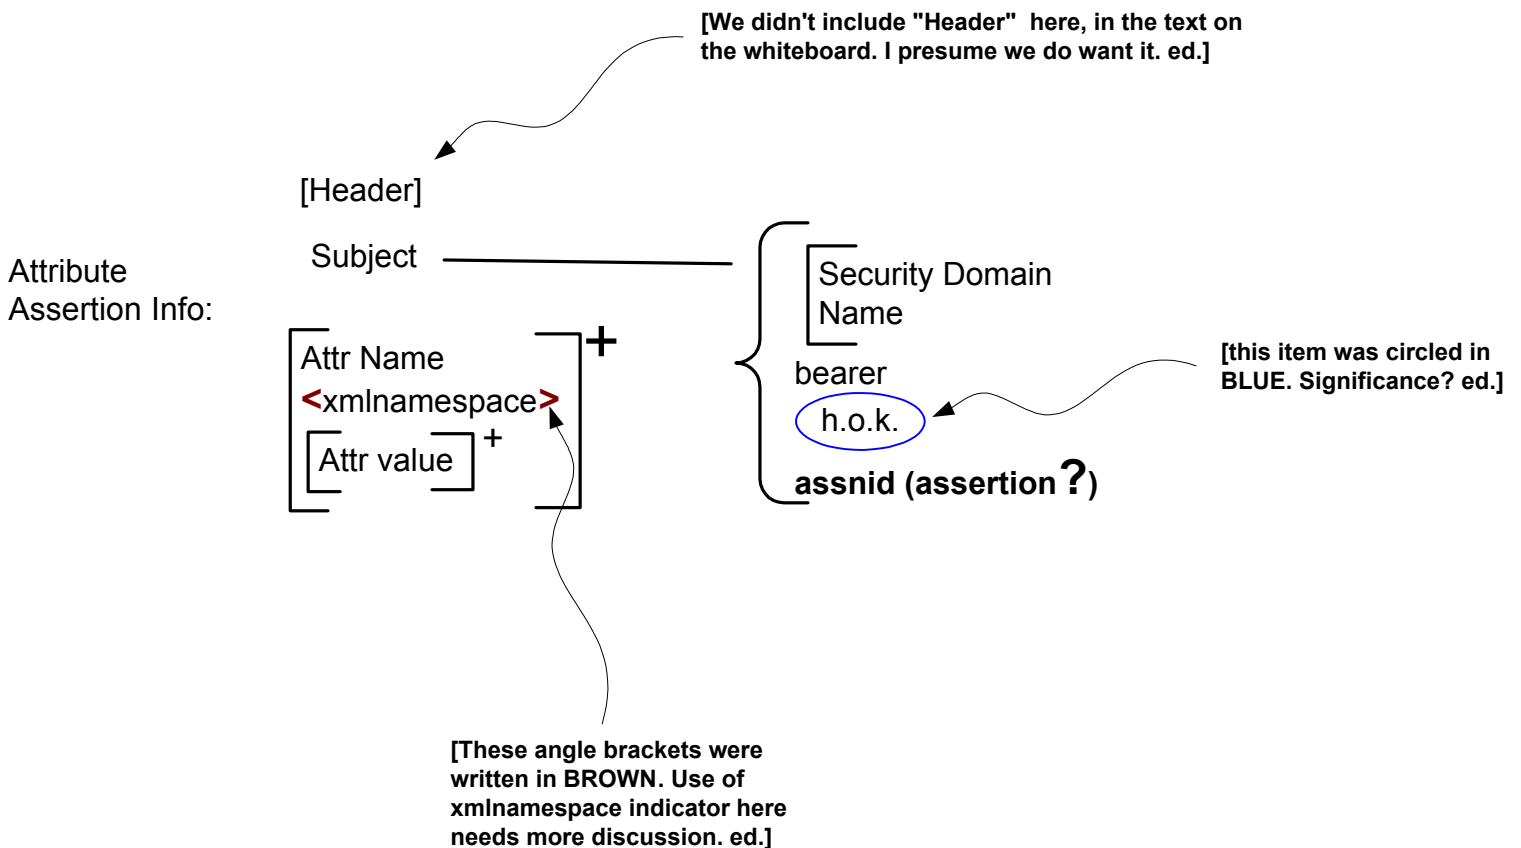 [We didn't include "Header" here, in the text on
the whiteboard. I presume we do want it. ed.]
[Header]
Subject
Attribute
Assertion Info:
Attr Name
<xmlnamespace>
Attr value
+
+
Security Domain
Name
bearer
h.o.k.
assnid (assertion?)
[this item was circled in
BLUE. Significance? ed.]
[These angle brackets were
written in BROWN. Use of
xmlnamespace indicator here
needs more discussion. ed.]